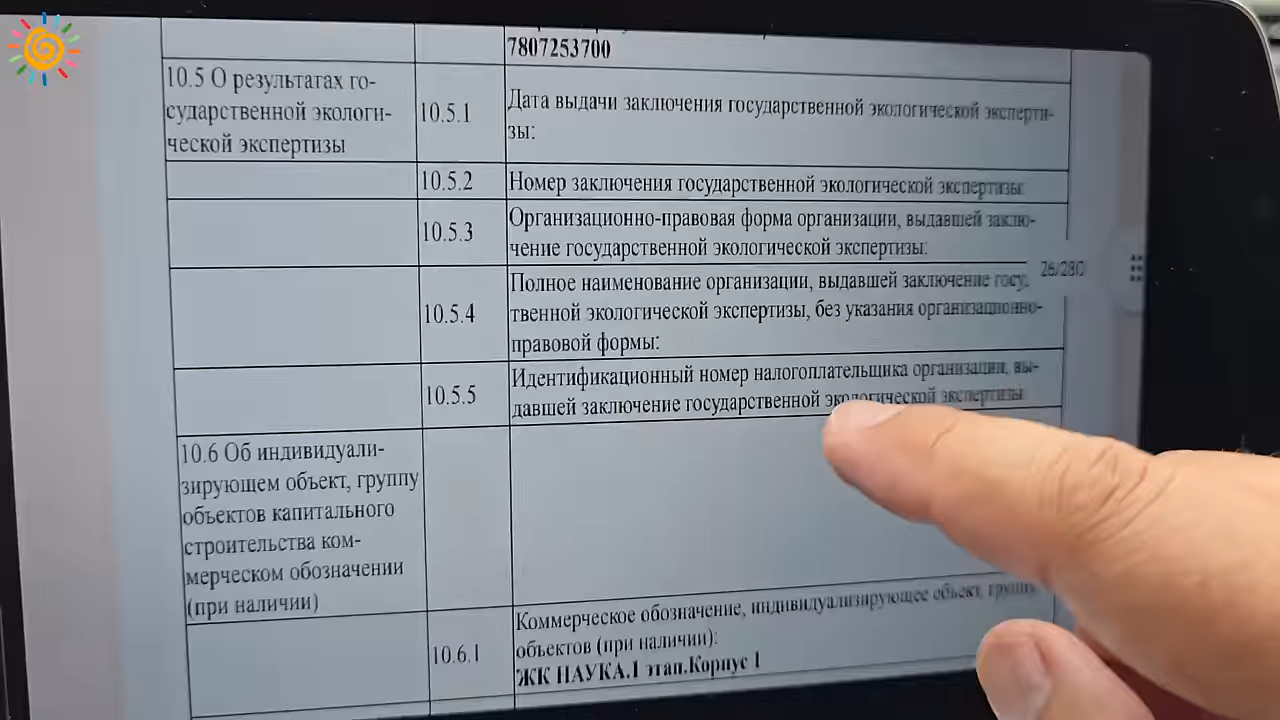 7807253700
10.5 О результатах го-
сударственной экологи-
ческой экспертизы
10.5.1
Дата выдачи заключения государственной экологической эксперти-
зы:
10.5.2
Номер заключения государственной экологической экспертизы:
10.5.3
Организационно-правовая форма организации, выдавшей заклю-
чение государственной экологической экспертизы:
26/280
10.5.4
Полное наименование организации, выдавшей заключение госу
твенной экологической экспертизы, без указания организационно-
правовой формы:
10.5.5
Идентификационный номер налогоплательщика организации, вы-
давшей заключение государственной экологической экспертизы
10.6 Об индивидуали-
зирующем объект, группу
объектов капитального
строительства ком-
мерческом обозначении
(при наличии)
10.6.1
Коммерческое обозначение, индивидуализирующее объект, группу
объектов (при наличии):
ЖК НАУКА.1 этап.Корпус 1